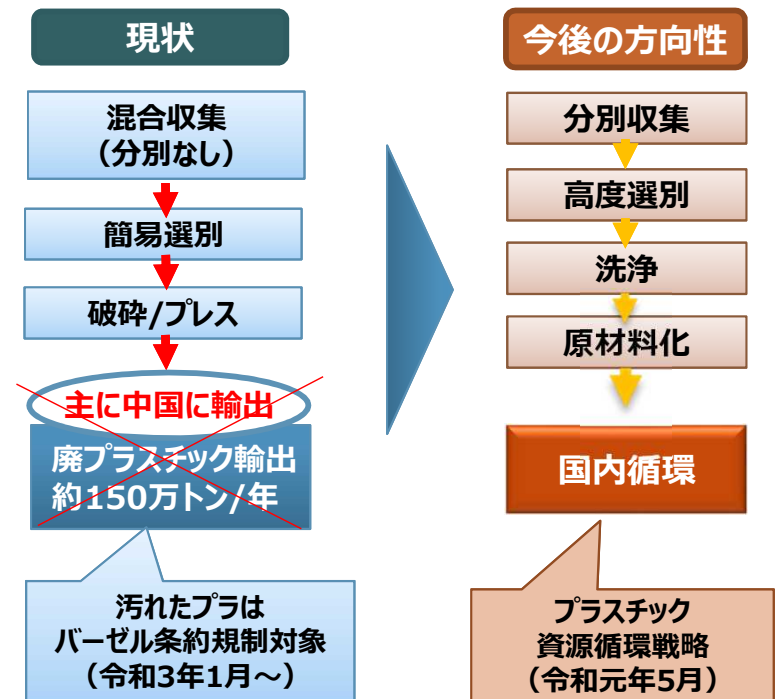 現状
混合収集
（分別なし）
簡易選別
破砕/プレス
主に中国に輸出
廃プラスチック輸出
約150万トン/年
汚れたプラは
バーゼル条約規制対象
（令和3年1月～）
今後の方向性
分別収集
高度選別
洗浄
原材料化
国内循環
プラスチック
資源循環戦略
（令和元年5月）